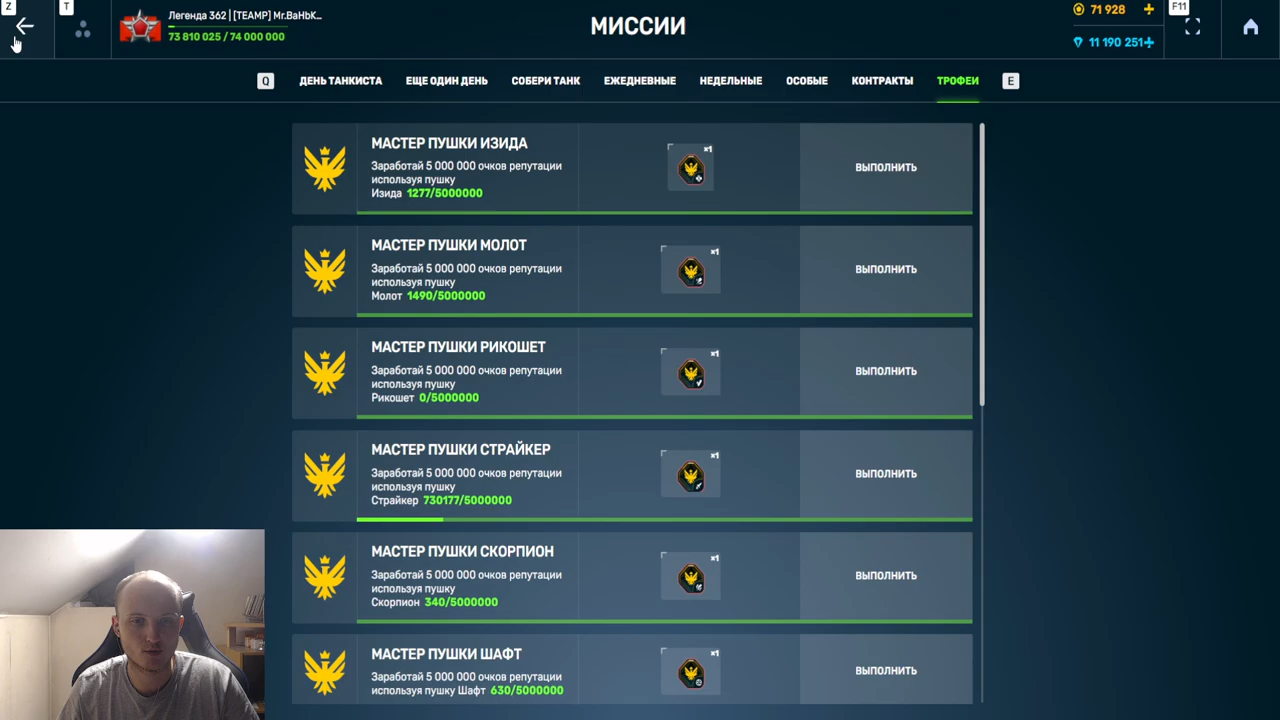 Z
T
Легенда 362 | [TEAMP] Mr.BaHbK...
73 810 025 / 74 000 000
МИССИИ
71 928
11 190 251
F11
Q
ДЕНЬ ТАНКИСТА
ЕЩЕ ОДИН ДЕНЬ
СОБЕРИ ТАНК
ЕЖЕДНЕВНЫЕ
НЕДЕЛЬНЫЕ
ОСОБЫЕ
КОНТРАКТЫ
ТРОФЕИ
E
МАСТЕР ПУШКИ ИЗИДА
Заработай 5 000 000 очков репутации
используя пушку
Изида 1277/5000000
×1
ВЫПОЛНИТЬ
МАСТЕР ПУШКИ МОЛОТ
Заработай 5 000 000 очков репутации
используя пушку
Молот 1490/5000000
×1
ВЫПОЛНИТЬ
МАСТЕР ПУШКИ РИКОШЕТ
Заработай 5 000 000 очков репутации
используя пушку
Рикошет 0/5000000
×1
ВЫПОЛНИТЬ
МАСТЕР ПУШКИ СТРАЙКЕР
Заработай 5 000 000 очков репутации
используя пушку
Страйкер 730177/5000000
×1
ВЫПОЛНИТЬ
МАСТЕР ПУШКИ СКОРПИОН
Заработай 5 000 000 очков репутации
используя пушку
Скорпион 340/5000000
×1
ВЫПОЛНИТЬ
МАСТЕР ПУШКИ ШАФТ
Заработай 5 000 000 очков репутации
используя пушку Шафт 630/5000000
×1
ВЫПОЛНИТЬ